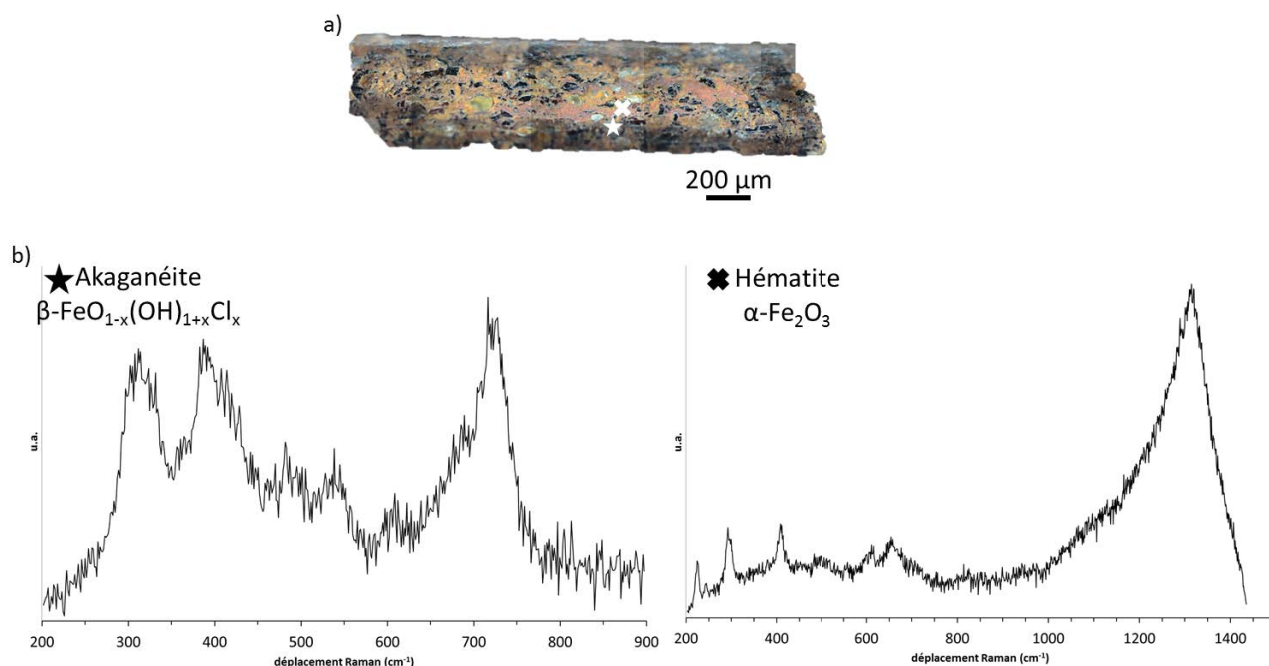 a)
200 µm
b)
Akaganéite
β-FeO₁₋ₓ(OH)₁₊ₓClₓ
u.a.
200 300 400 500 600 700 800 900
déplacement Raman (cm⁻¹)
Hématite
α-Fe₂O₃
u.a.
200 400 600 800 1000 1200 1400
déplacement Raman (cm⁻¹)